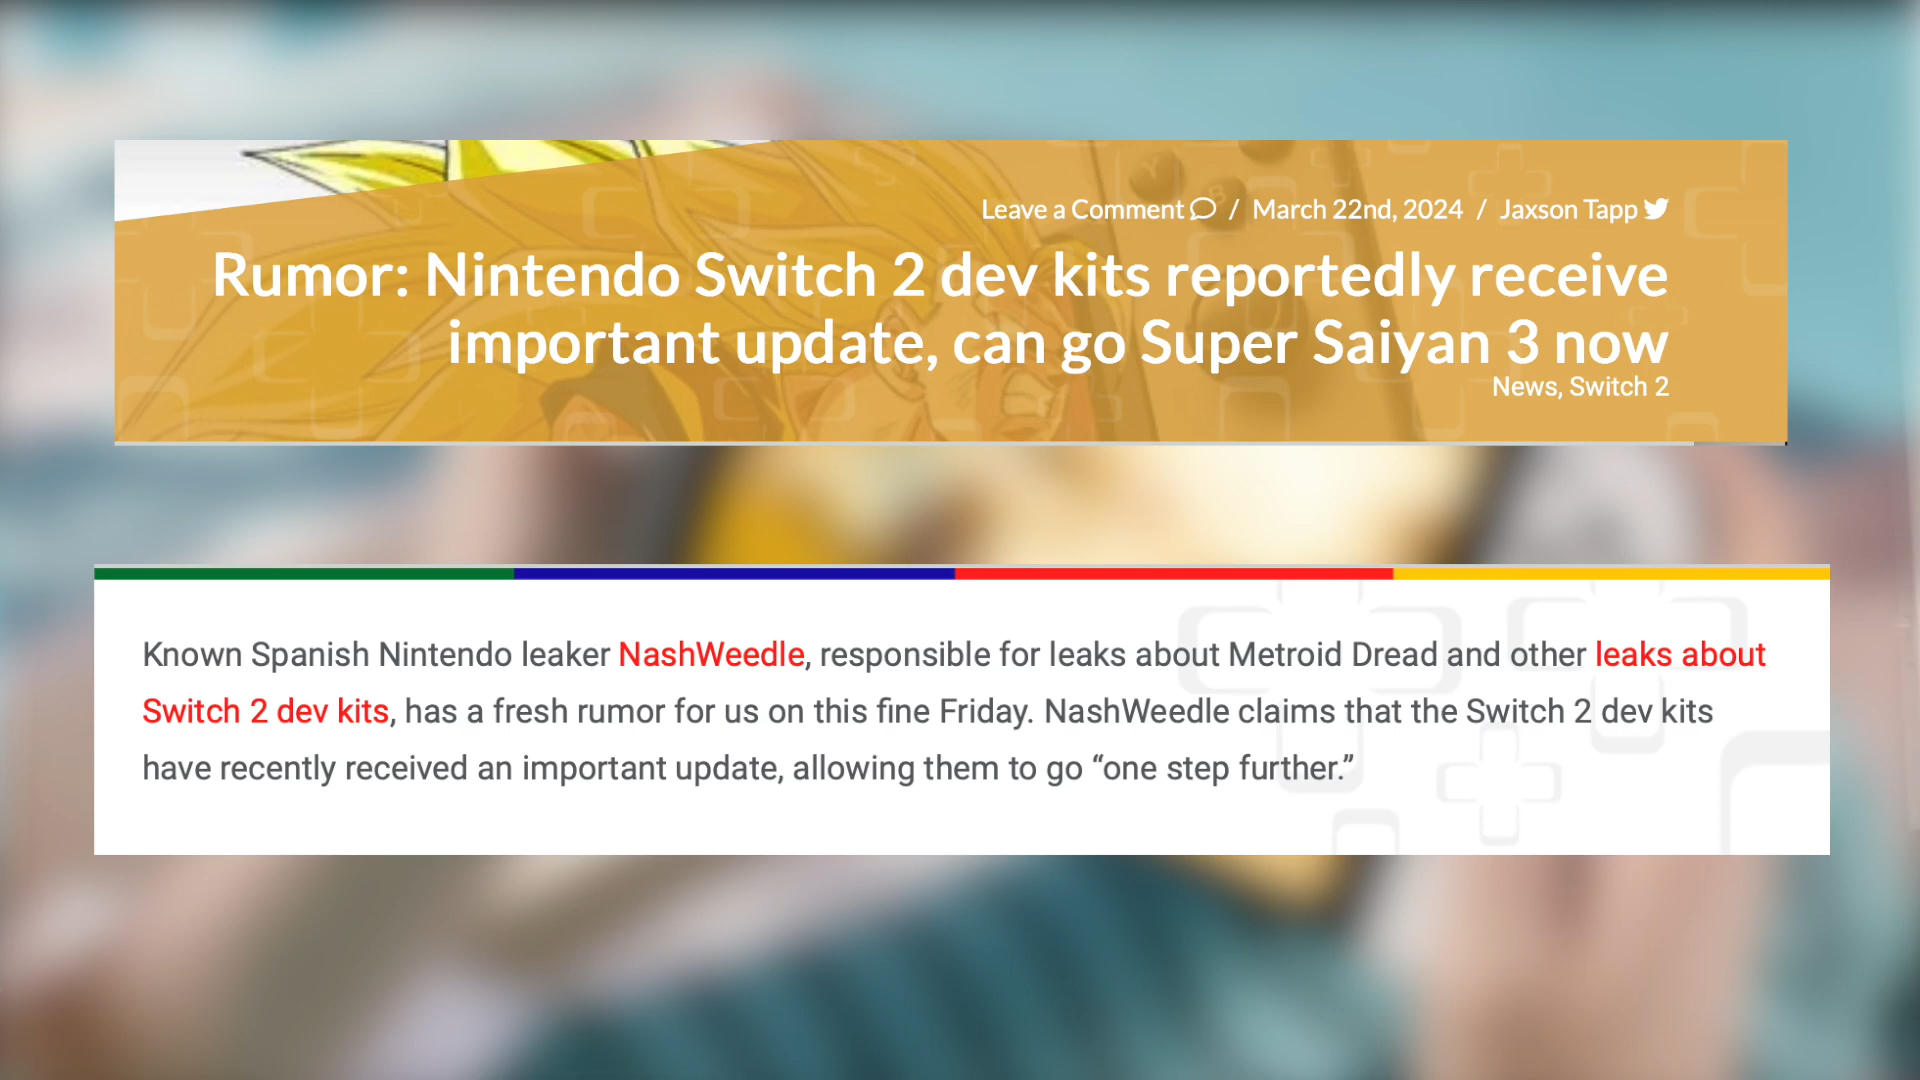 Leave a Comment / March 22nd, 2024 / Jaxson Tapp
Rumor: Nintendo Switch 2 dev kits reportedly receive
important update, can go Super Saiyan 3 now
News, Switch 2
Known Spanish Nintendo leaker NashWeedle, responsible for leaks about Metroid Dread and other leaks about
Switch 2 dev kits, has a fresh rumor for us on this fine Friday. NashWeedle claims that the Switch 2 dev kits
have recently received an important update, allowing them to go “one step further.”